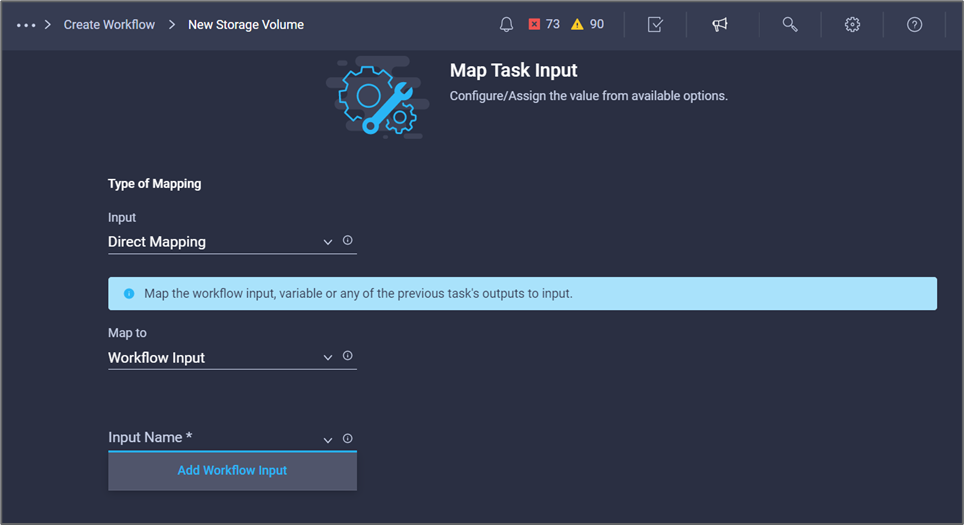 Create Workflow > New Storage Volume 73 90
Map Task Input
Configure/Assign the value from available options.
Type of Mapping
Input
Direct Mapping
Map the workflow input, variable or any of the previous task's outputs to input.
Map to
Workflow Input
Input Name *
Add Workflow Input